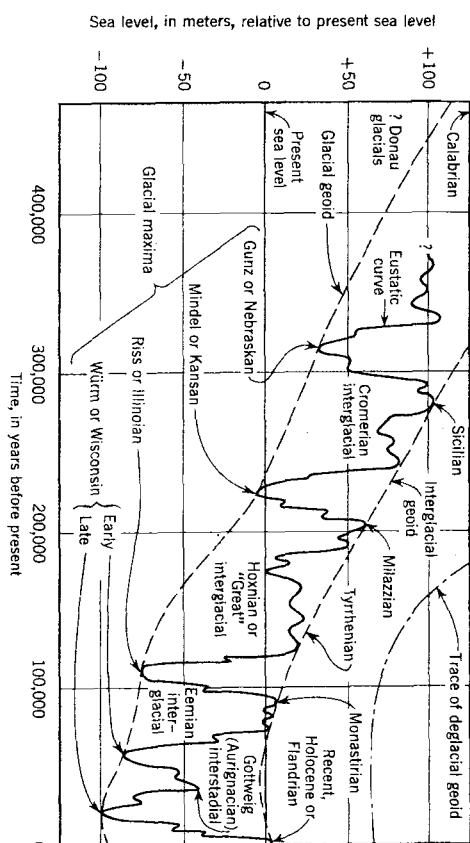 Sea level, in meters, relative to present sea level
+100
+50
0
−50
−100
Calabrian
? Donau
glacials
Glacial geoid
Present
sea level
?
Eustatic
curve
Gunz or Nebraskan
Mindel or Kansan
Glacial maxima
Riss or Illinoian
Würm or Wisconsin
Early
Late
Sicilian
Cromerian
interglacial
Interglacial
geoid
Milazzian
Hoxnian or
"Great"
interglacial
Tyrrhenian
Trace of deglacial geoid
Monastirian
Eemian
inter-
glacial
Recent,
Holocene or
Flandrian
Gottweig
(Aurignacian)
interstadial
400,000
300,000
200,000
100,000
0
Time, in years before present